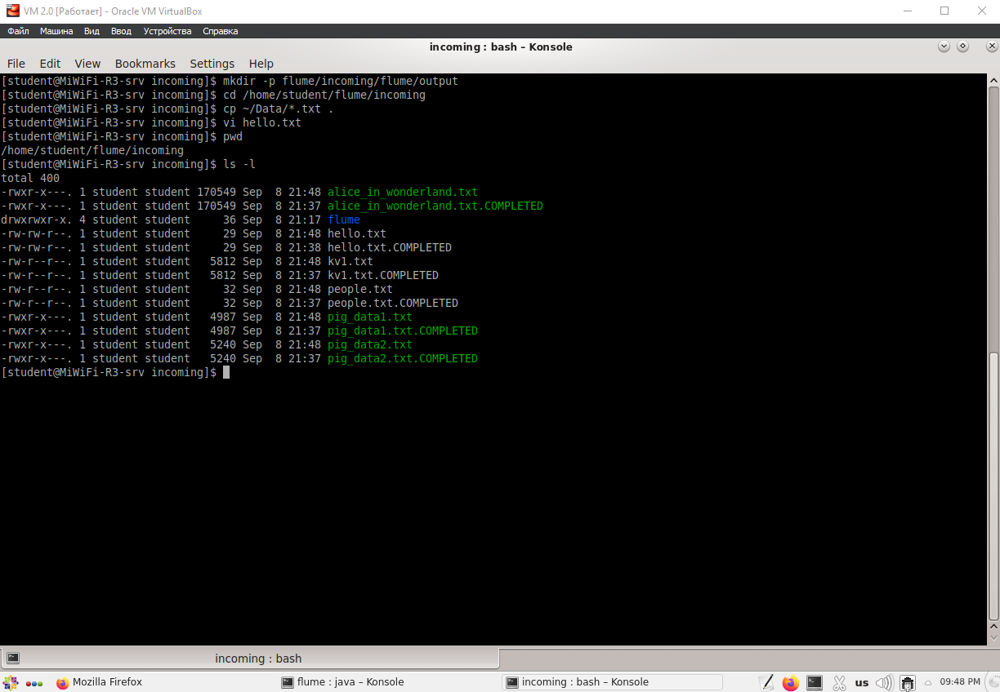 VM 2.0 [Работает] - Oracle VM VirtualBox
Файл Машина Вид Ввод Устройства Справка
incoming : bash – Konsole
File Edit View Bookmarks Settings Help
[student@MiWiFi-R3-srv incoming]$ mkdir -p flume/incoming/flume/output
[student@MiWiFi-R3-srv incoming]$ cd /home/student/flume/incoming
[student@MiWiFi-R3-srv incoming]$ cp ~/Data/*.txt .
[student@MiWiFi-R3-srv incoming]$ vi hello.txt
[student@MiWiFi-R3-srv incoming]$ pwd
/home/student/flume/incoming
[student@MiWiFi-R3-srv incoming]$ ls -l
total 400
-rwxr-x---. 1 student student 170549 Sep  8 21:48 alice_in_wonderland.txt
-rwxr-x---. 1 student student 170549 Sep  8 21:37 alice_in_wonderland.txt.COMPLETED
drwxrwxr-x. 4 student student     36 Sep  8 21:17 flume
-rw-rw-r--. 1 student student     29 Sep  8 21:48 hello.txt
-rw-rw-r--. 1 student student     29 Sep  8 21:38 hello.txt.COMPLETED
-rw-r--r--. 1 student student   5812 Sep  8 21:48 kv1.txt
-rw-r--r--. 1 student student   5812 Sep  8 21:37 kv1.txt.COMPLETED
-rw-r--r--. 1 student student     32 Sep  8 21:48 people.txt
-rw-r--r--. 1 student student     32 Sep  8 21:37 people.txt.COMPLETED
-rwxr-x---. 1 student student   4987 Sep  8 21:48 pig_data1.txt
-rwxr-x---. 1 student student   4987 Sep  8 21:37 pig_data1.txt.COMPLETED
-rwxr-x---. 1 student student   5240 Sep  8 21:48 pig_data2.txt
-rwxr-x---. 1 student student   5240 Sep  8 21:37 pig_data2.txt.COMPLETED
[student@MiWiFi-R3-srv incoming]$
incoming : bash
Mozilla Firefox flume : java – Konsole incoming : bash – Konsole us 09:48 PM